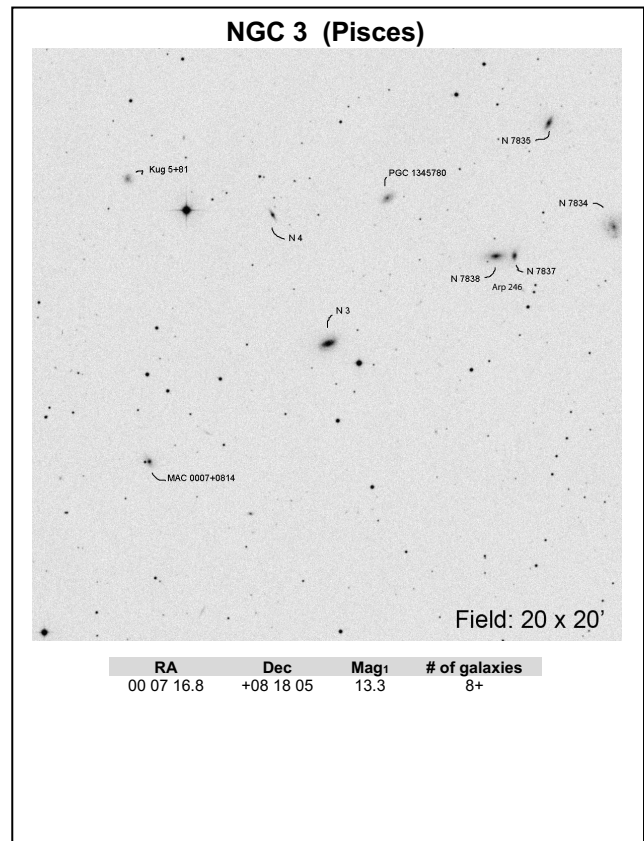 NGC 3 (Pisces)
N 7835
Kug 5+81
PGC 1345780
N 7834
N 4
N 7838
N 7837
Arp 246
N 3
MAC 0007+0814
Field: 20 x 20’
RA Dec Mag1 # of galaxies
00 07 16.8 +08 18 05 13.3 8+